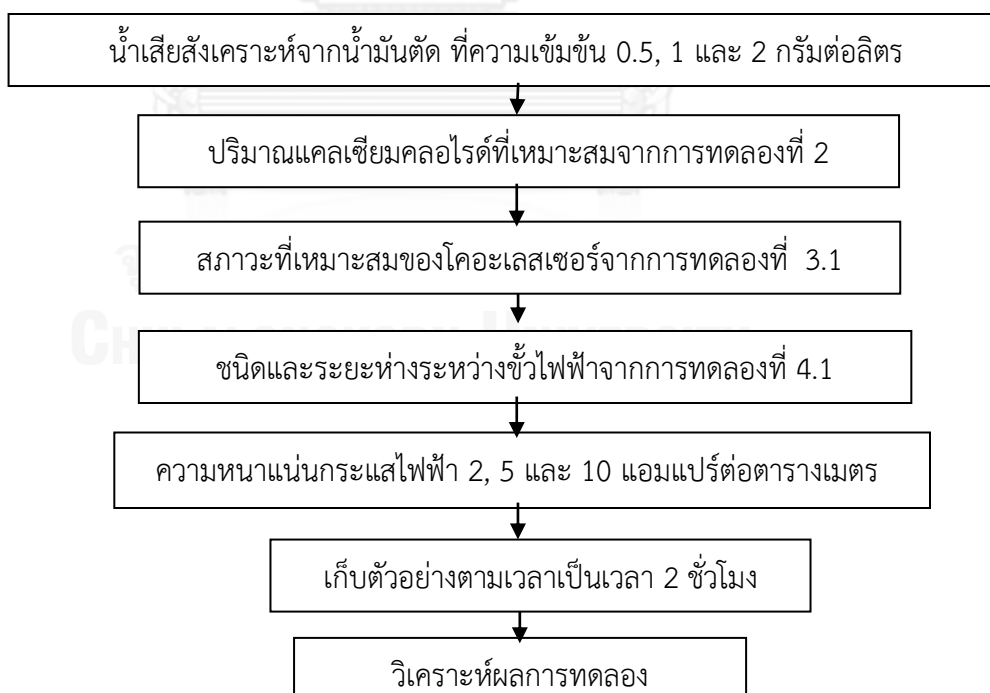 น้ำเสียสังเคราะห์จากน้ำมันตัด ที่ความเข้มข้น 0.5, 1 และ 2 กรัมต่อลิตร
ปริมาณแคลเซียมคลอไรด์ที่เหมาะสมจากการทดลองที่ 2
สภาวะที่เหมาะสมของโคอะเลสเซอร์จากการทดลองที่ 3.1
ชนิดและระยะห่างระหว่างขั้วไฟฟ้าจากการทดลองที่ 4.1
ความหนาแน่นกระแสไฟฟ้า 2, 5 และ 10 แอมแปร์ต่อตารางเมตร
เก็บตัวอย่างตามเวลาเป็นเวลา 2 ชั่วโมง
วิเคราะห์ผลการทดลอง